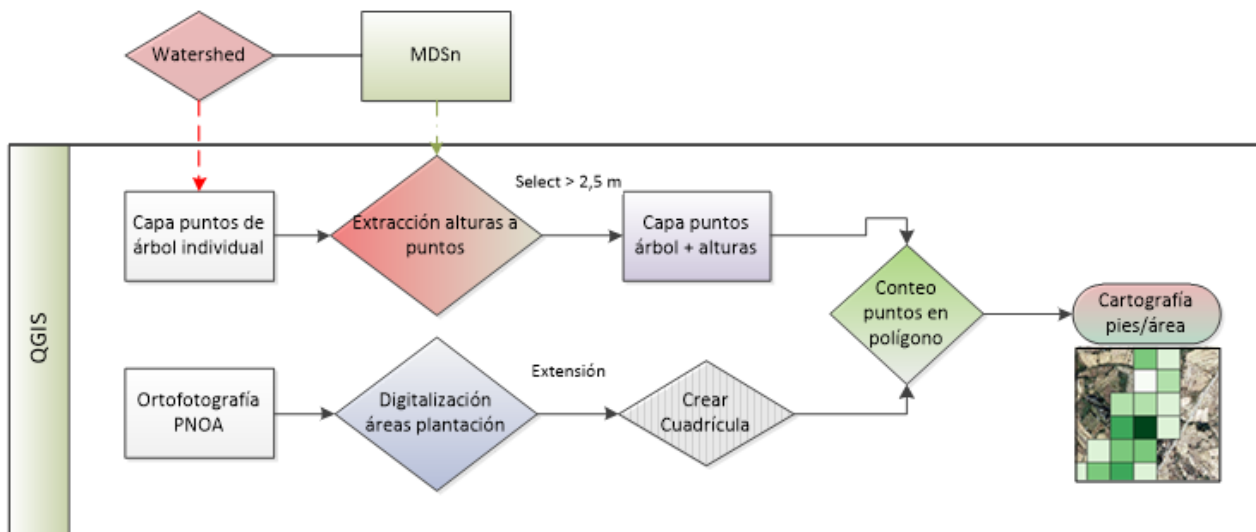 Watershed
MDSn
QGIS
Select > 2,5 m
Capa puntos de
árbol individual
Extracción alturas a
puntos
Capa puntos
árbol + alturas
Conteo
puntos en
polígono
Cartografía
pies/área
Extensión
Ortofotografía
PNOA
Digitalización
áreas plantación
Crear
Cuadrícula